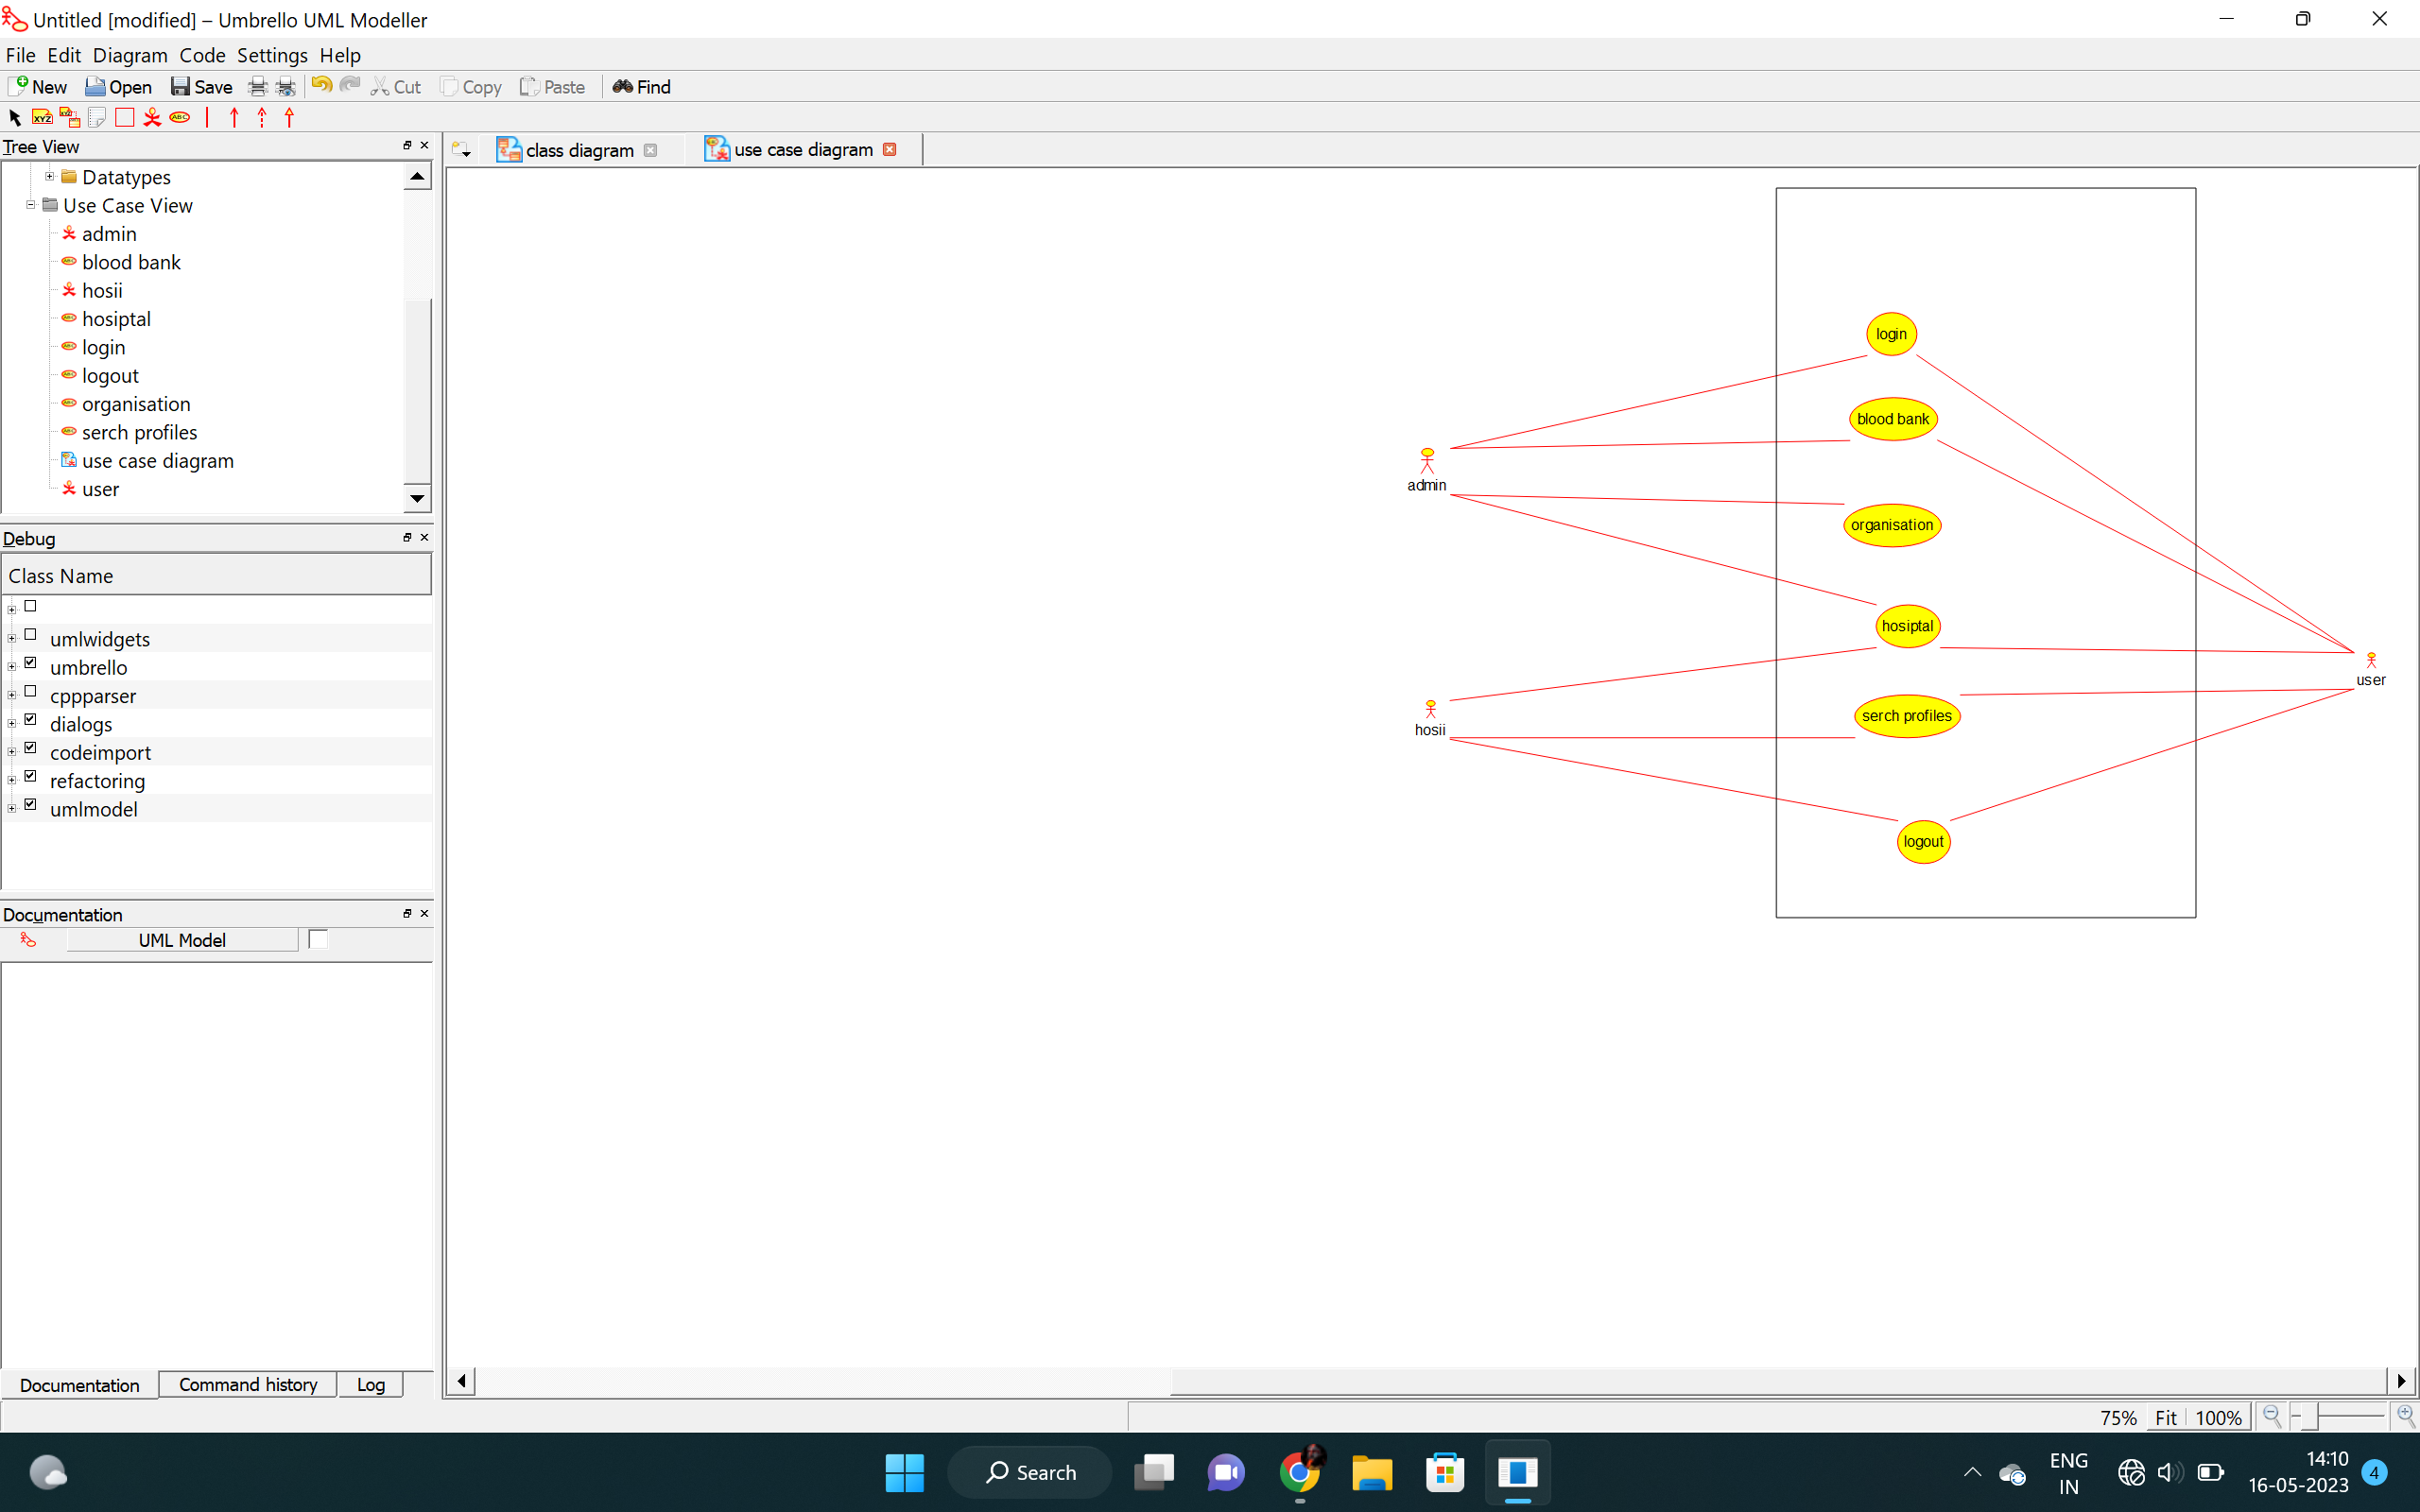 Untitled [modified] – Umbrello UML Modeller
File Edit Diagram Code Settings Help
New Open Save Cut Copy Paste Find
Tree View
Datatypes
Use Case View
admin
blood bank
hosii
hosiptal
login
logout
organisation
serch profiles
use case diagram
user
Debug
Class Name
umlwidgets
umbrello
cppparser
dialogs
codeimport
refactoring
umlmodel
Documentation
UML Model
Documentation Command history Log
class diagram use case diagram
login
blood bank
admin
organisation
hosiptal
user
serch profiles
hosii
logout
75% Fit 100%
Search
ENG
IN
14:10
16-05-2023
4